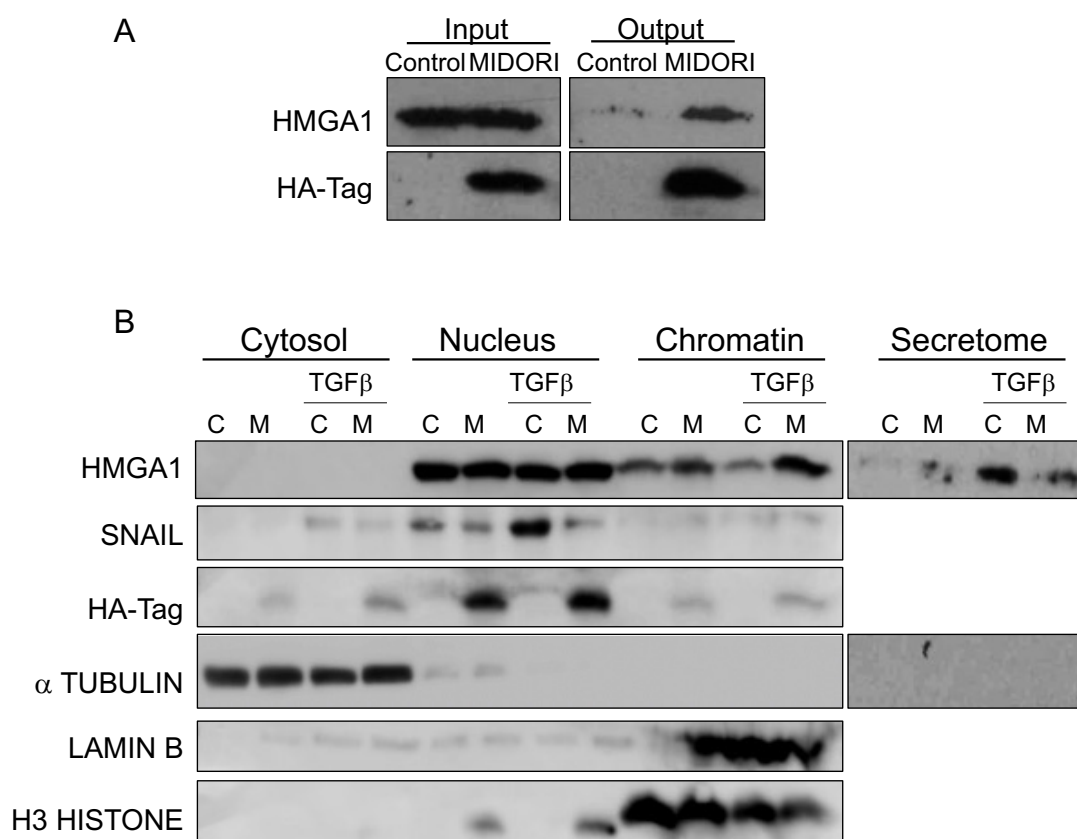 A
Input Output
Control MIDORI Control MIDORI
HMGA1
HA-Tag
B
Cytosol Nucleus Chromatin Secretome
TGFβ TGFβ TGFβ TGFβ
C M C M C M C M C M C M C M C M
HMGA1
SNAIL
HA-Tag
α TUBULIN
LAMIN B
H3 HISTONE